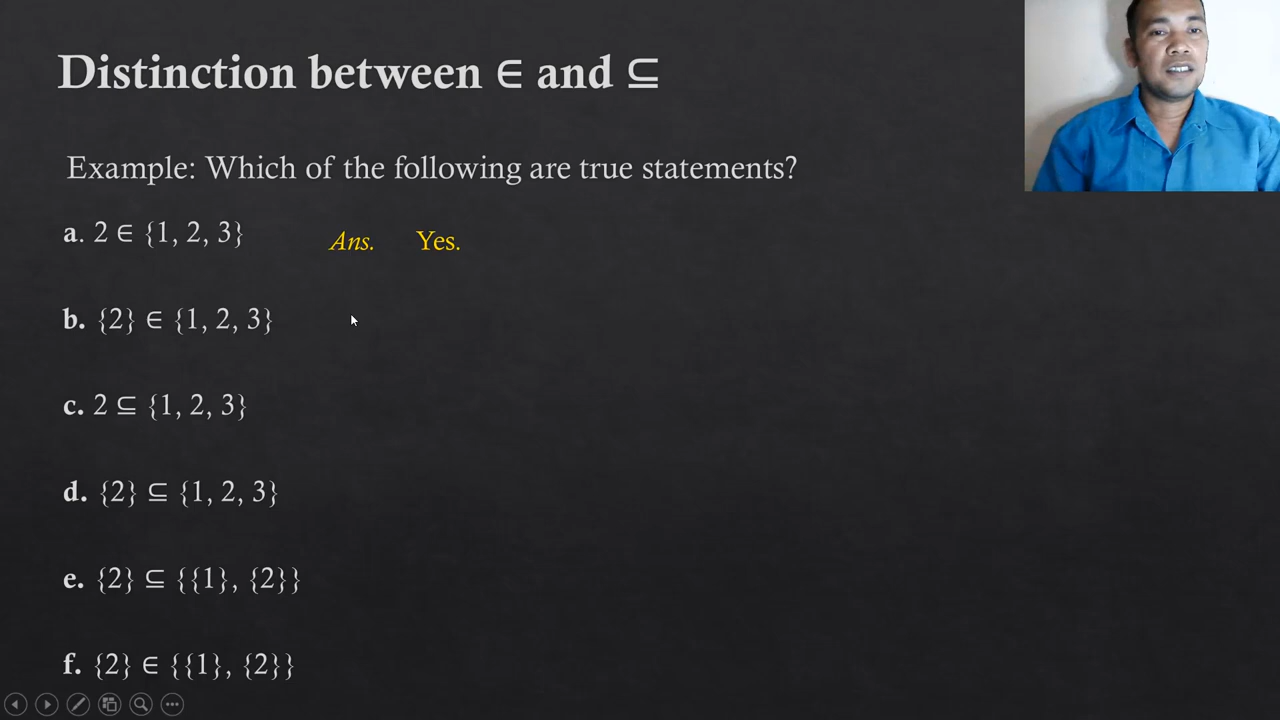 Distinction between ∈ and ⊆
Example: Which of the following are true statements?
a. 2 ∈ {1, 2, 3} Ans. Yes.
b. {2} ∈ {1, 2, 3}
c. 2 ⊆ {1, 2, 3}
d. {2} ⊆ {1, 2, 3}
e. {2} ⊆ {{1}, {2}}
f. {2} ∈ {{1}, {2}}